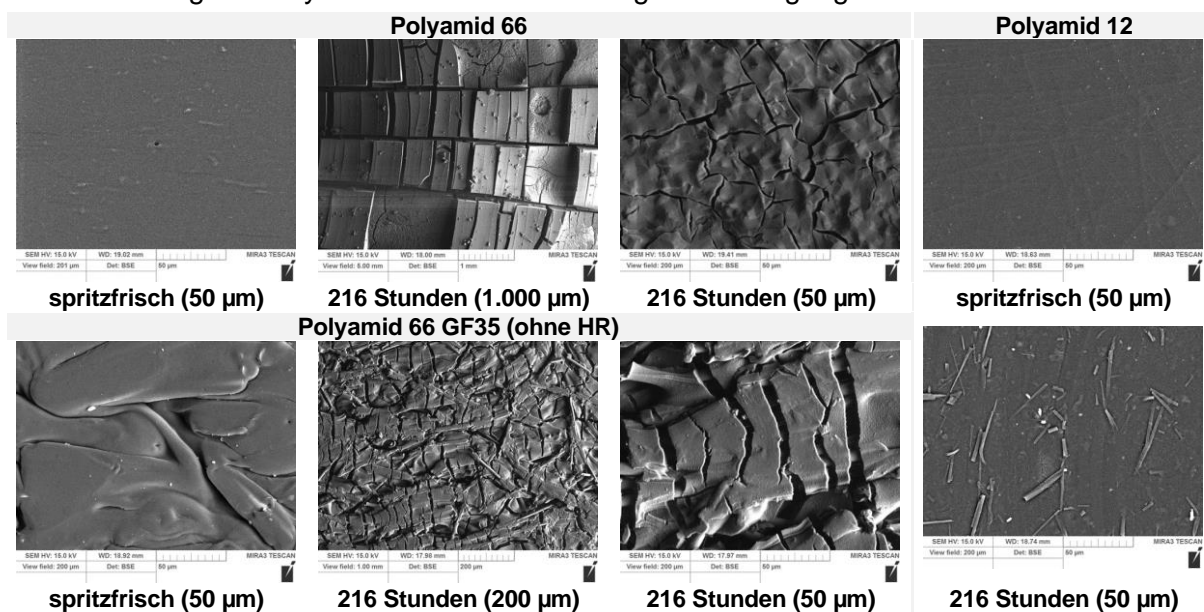 Polyamid 66
Polyamid 12
SEM HV: 15.0 kV WD: 19.02 mm MIRA3 TESCAN
View field: 201 µm Det: BSE 50 µm
SEM HV: 15.0 kV WD: 18.00 mm MIRA3 TESCAN
View field: 5.00 mm Det: BSE 1 mm
SEM HV: 15.0 kV WD: 19.41 mm MIRA3 TESCAN
View field: 200 µm Det: BSE 50 µm
SEM HV: 15.0 kV WD: 18.63 mm MIRA3 TESCAN
View field: 200 µm Det: BSE 50 µm
spritzfrisch (50 µm)
216 Stunden (1.000 µm)
216 Stunden (50 µm)
spritzfrisch (50 µm)
Polyamid 66 GF35 (ohne HR)
SEM HV: 15.0 kV WD: 18.92 mm MIRA3 TESCAN
View field: 200 µm Det: BSE 50 µm
SEM HV: 15.0 kV WD: 17.98 mm MIRA3 TESCAN
View field: 1.00 mm Det: BSE 200 µm
SEM HV: 15.0 kV WD: 17.97 mm MIRA3 TESCAN
View field: 200 µm Det: BSE 50 µm
SEM HV: 15.0 kV WD: 18.74 mm MIRA3 TESCAN
View field: 200 µm Det: BSE 50 µm
spritzfrisch (50 µm)
216 Stunden (200 µm)
216 Stunden (50 µm)
216 Stunden (50 µm)